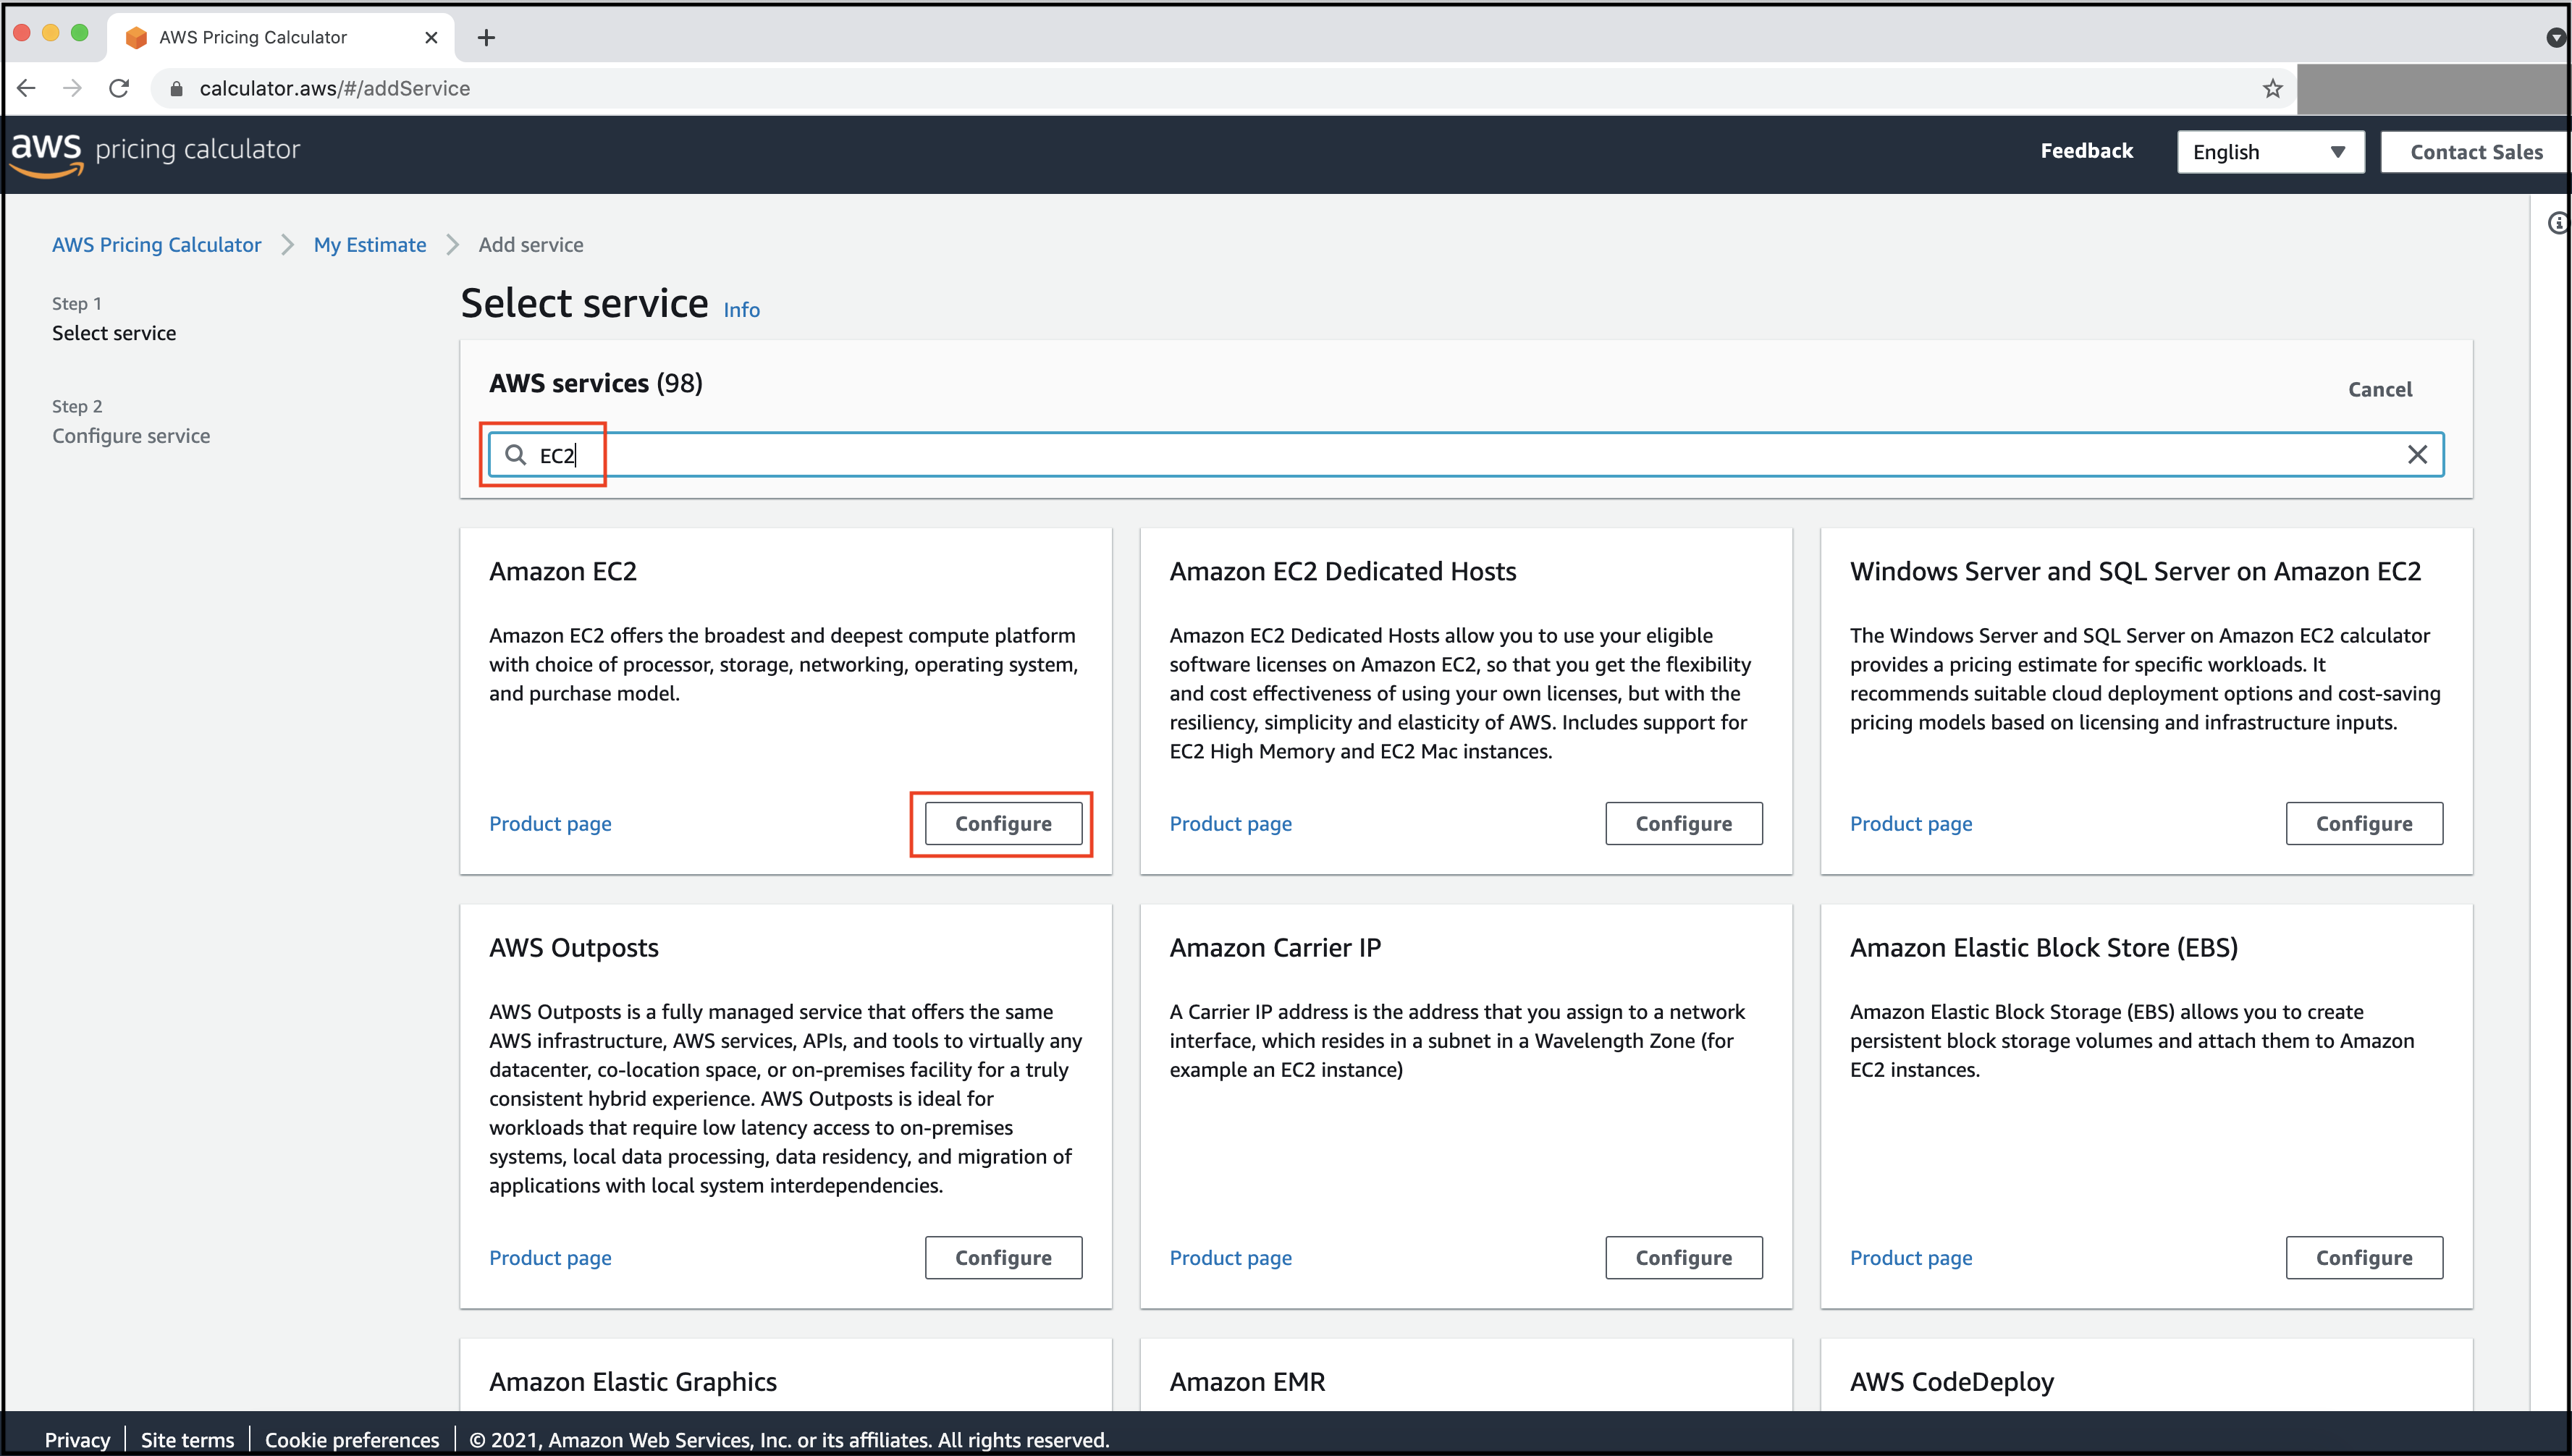 AWS Pricing Calculator
calculator.aws/#/addService
aws pricing calculator
Feedback
English
Contact Sales
AWS Pricing Calculator
My Estimate
Add service
Step 1
Select service
Step 2
Configure service
Select service Info
AWS services (98)
Cancel
EC2
Amazon EC2
Amazon EC2 offers the broadest and deepest compute platform
with choice of processor, storage, networking, operating system,
and purchase model.
Product page
Configure
Amazon EC2 Dedicated Hosts
Amazon EC2 Dedicated Hosts allow you to use your eligible
software licenses on Amazon EC2, so that you get the flexibility
and cost effectiveness of using your own licenses, but with the
resiliency, simplicity and elasticity of AWS. Includes support for
EC2 High Memory and EC2 Mac instances.
Product page
Configure
Windows Server and SQL Server on Amazon EC2
The Windows Server and SQL Server on Amazon EC2 calculator
provides a pricing estimate for specific workloads. It
recommends suitable cloud deployment options and cost-saving
pricing models based on licensing and infrastructure inputs.
Product page
Configure
AWS Outposts
AWS Outposts is a fully managed service that offers the same
AWS infrastructure, AWS services, APIs, and tools to virtually any
datacenter, co-location space, or on-premises facility for a truly
consistent hybrid experience. AWS Outposts is ideal for
workloads that require low latency access to on-premises
systems, local data processing, data residency, and migration of
applications with local system interdependencies.
Product page
Configure
Amazon Carrier IP
A Carrier IP address is the address that you assign to a network
interface, which resides in a subnet in a Wavelength Zone (for
example an EC2 instance)
Product page
Configure
Amazon Elastic Block Store (EBS)
Amazon Elastic Block Storage (EBS) allows you to create
persistent block storage volumes and attach them to Amazon
EC2 instances.
Product page
Configure
Amazon Elastic Graphics
Amazon EMR
AWS CodeDeploy
Privacy
Site terms
Cookie preferences
© 2021, Amazon Web Services, Inc. or its affiliates. All rights reserved.